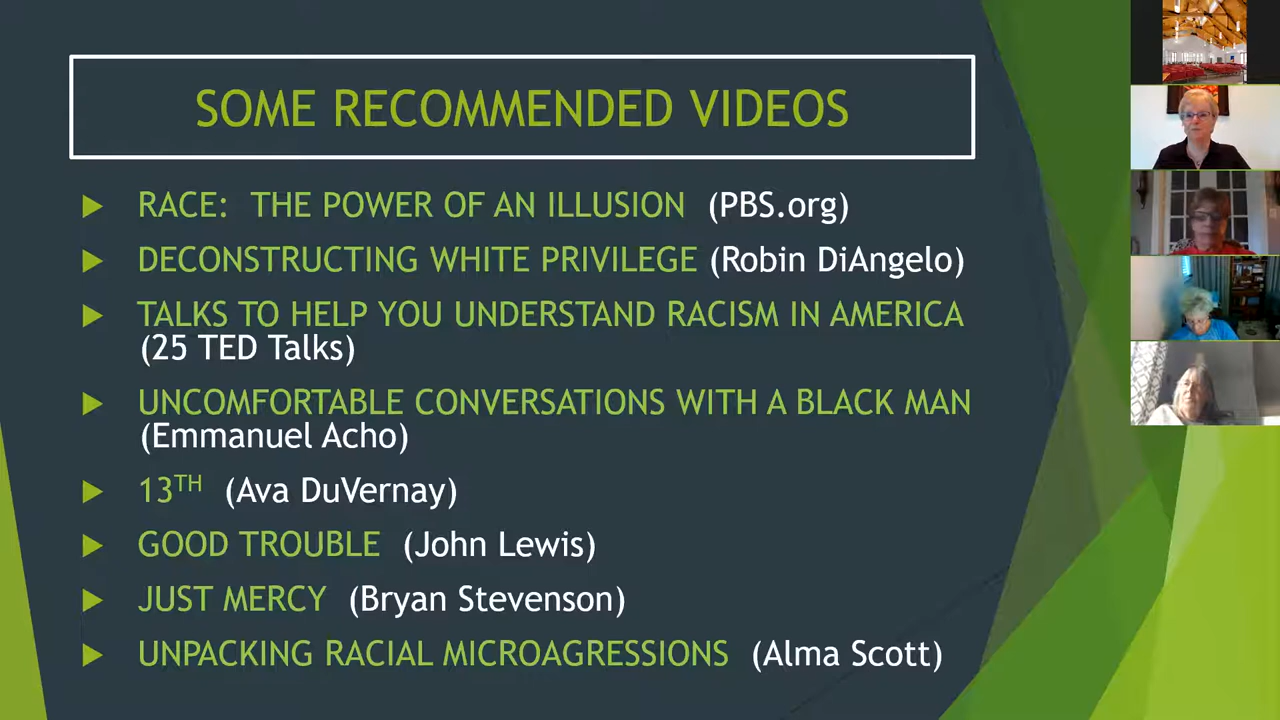 SOME RECOMMENDED VIDEOS
RACE:  THE POWER OF AN ILLUSION  (PBS.org)
DECONSTRUCTING WHITE PRIVILEGE (Robin DiAngelo)
TALKS TO HELP YOU UNDERSTAND RACISM IN AMERICA
(25 TED Talks)
UNCOMFORTABLE CONVERSATIONS WITH A BLACK MAN
(Emmanuel Acho)
13TH  (Ava DuVernay)
GOOD TROUBLE  (John Lewis)
JUST MERCY  (Bryan Stevenson)
UNPACKING RACIAL MICROAGRESSIONS  (Alma Scott)